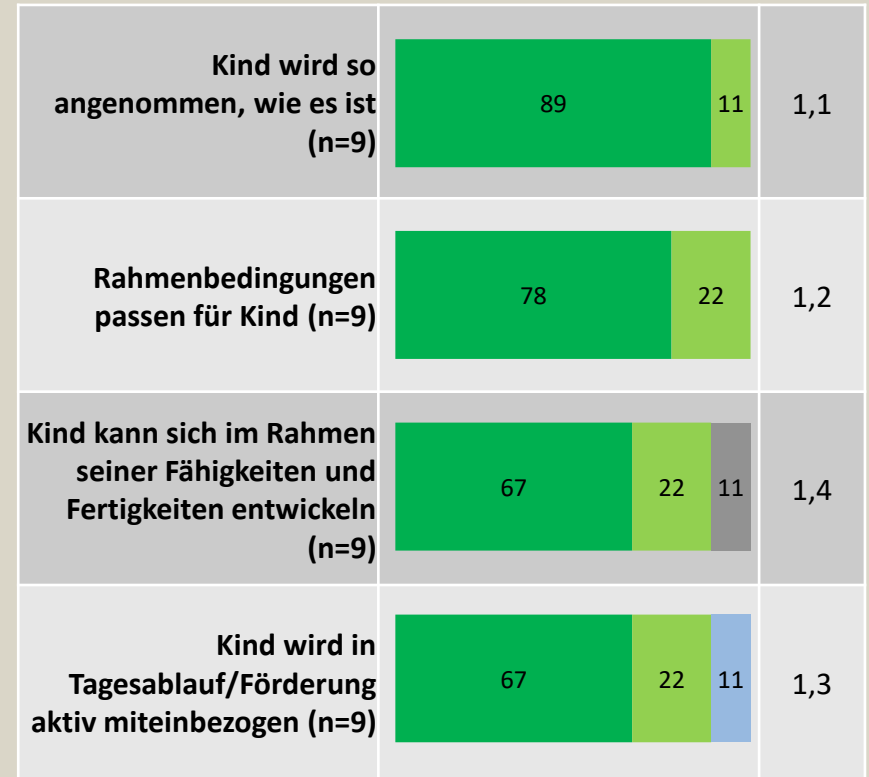 Kind wird so
angenommen, wie es ist
(n=9)
89 11
1,1
Rahmenbedingungen
passen für Kind (n=9)
78 22
1,2
Kind kann sich im Rahmen
seiner Fähigkeiten und
Fertigkeiten entwickeln
(n=9)
67 22 11
1,4
Kind wird in
Tagesablauf/Förderung
aktiv miteinbezogen (n=9)
67 22 11
1,3